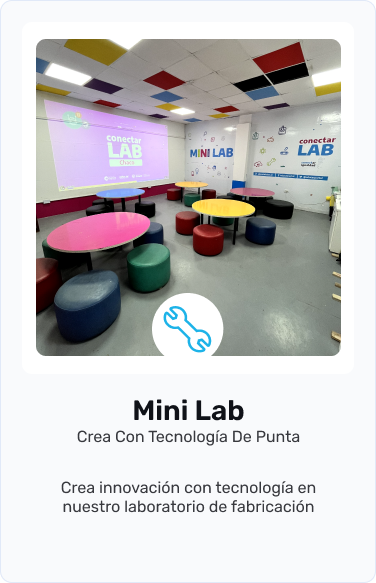 conectar
LAB
MINI LAB
conectar
LAB
Mini Lab
Crea Con Tecnología De Punta
Crea innovación con tecnología en
nuestro laboratorio de fabricación